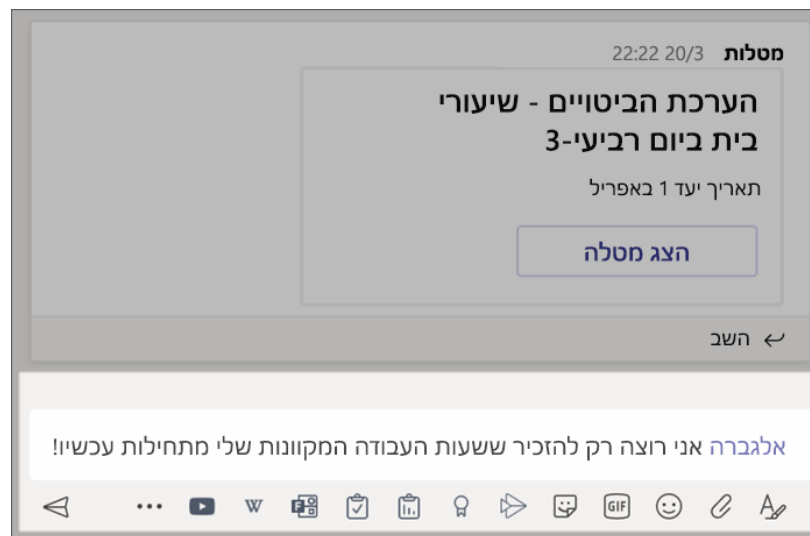 מטלות 20/3 22:22
הערכת הביטויים - שיעורי
בית ביום רביעי-3
תאריך יעד 1 באפריל
הצג מטלה
השב
אלגברה אני רוצה רק להזכיר ששעות העבודה המקוונות שלי מתחילות עכשיו!
GIF
W